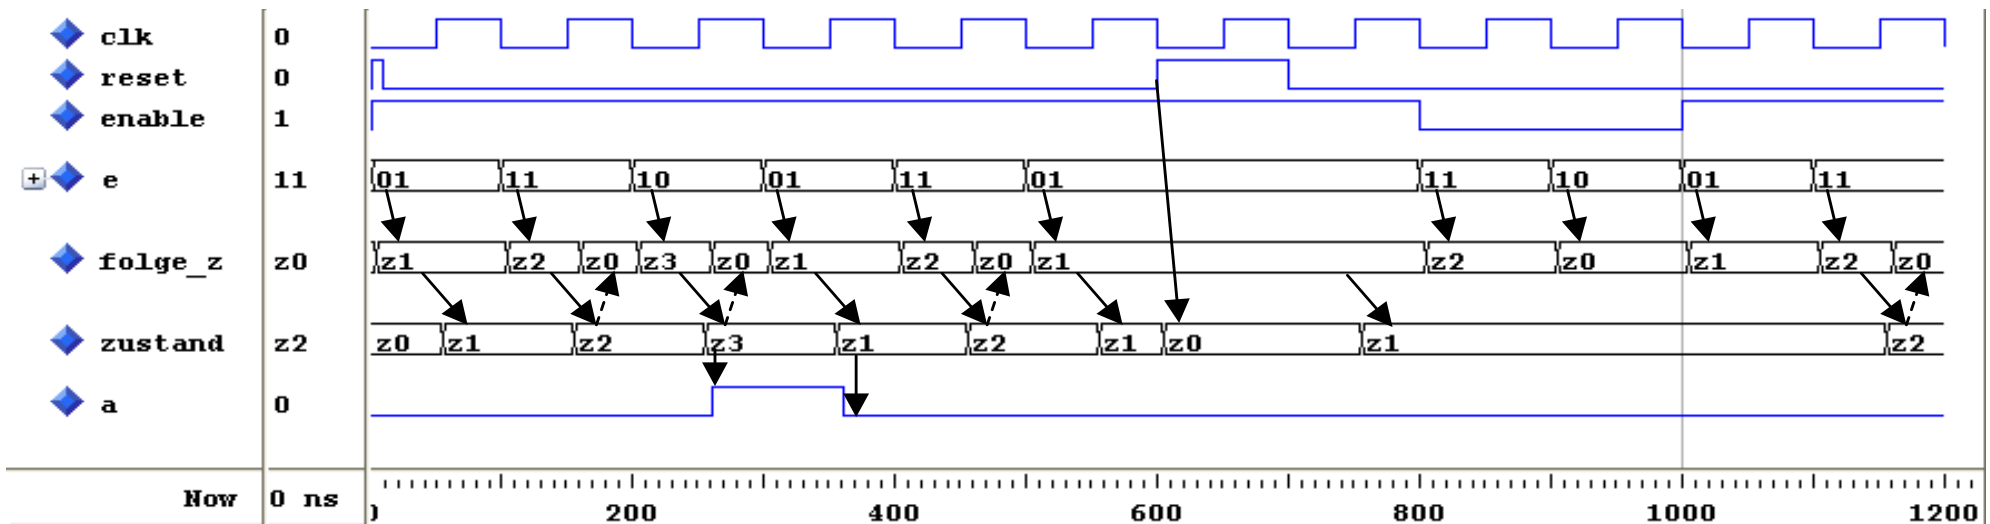 clk 0
reset 0
enable 1
e 11 01 11 10 01 11 01 11 10 01 11
folge_z z0 z1 z2 z0 z3 z0 z1 z2 z0 z1 z2 z0 z1 z2 z0
zustand z2 z0 z1 z2 z3 z1 z2 z1 z0 z1 z2
a 0
Now 0 ns 200 400 600 800 1000 1200